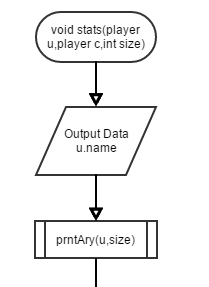 void stats(player
u,player c,int size)
Output Data
u.name
prntAry(u,size)